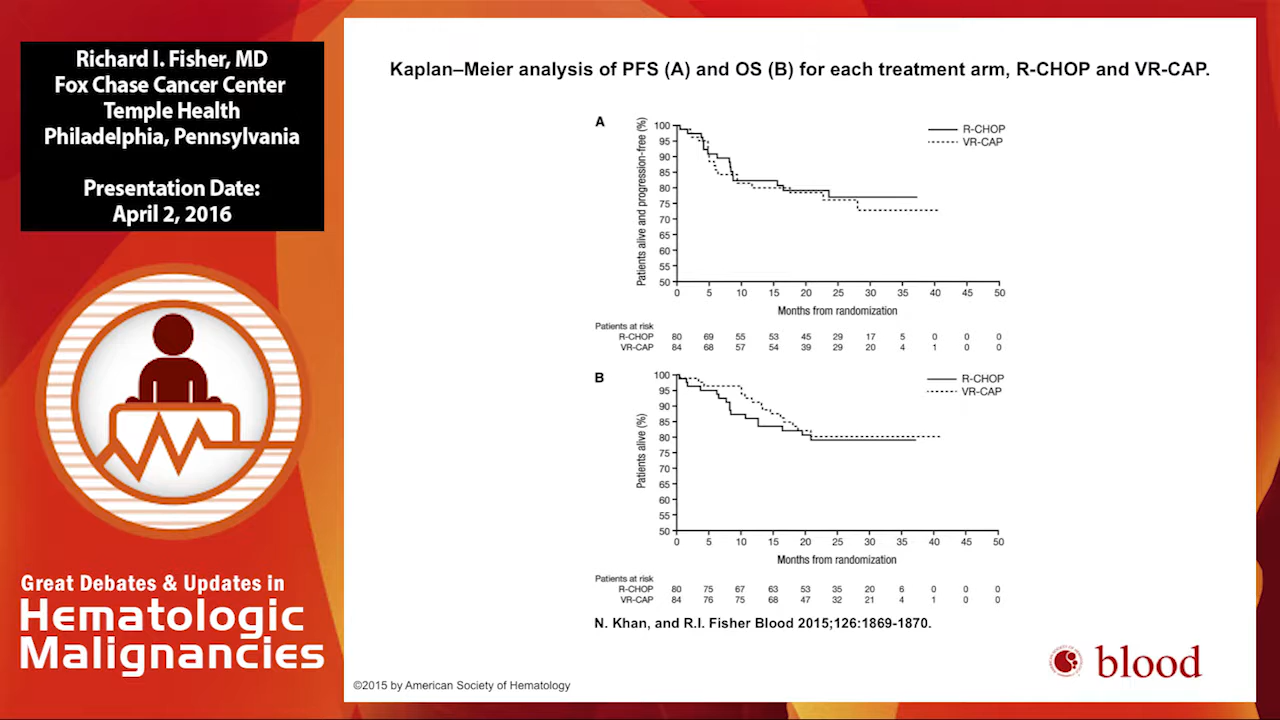 Richard I. Fisher, MD
Fox Chase Cancer Center
Temple Health
Philadelphia, Pennsylvania
Presentation Date:
April 2, 2016
Great Debates & Updates in
Hematologic
Malignancies
Kaplan–Meier analysis of PFS (A) and OS (B) for each treatment arm, R-CHOP and VR-CAP.
A
Patients alive and progression-free (%)
100
95
90
85
80
75
70
65
60
55
50
R-CHOP
VR-CAP
0 5 10 15 20 25 30 35 40 50 50
Months from randomization
Patients at risk
R-CHOP 80 69 55 53 45 29 17 5 0 0 0
VR-CAP 84 68 57 54 39 29 20 4 1 0 0
B
Patients alive (%)
100
95
90
85
80
75
70
65
60
55
50
R-CHOP
VR-CAP
0 5 10 15 20 25 30 35 40 45 50
Months from randomization
Patients at risk
R-CHOP 80 75 67 63 53 35 20 6 0 0 0
VR-CAP 84 76 75 68 47 32 21 4 1 0 0
N. Khan, and R.I. Fisher Blood 2015;126:1869-1870.
blood
©2015 by American Society of Hematology